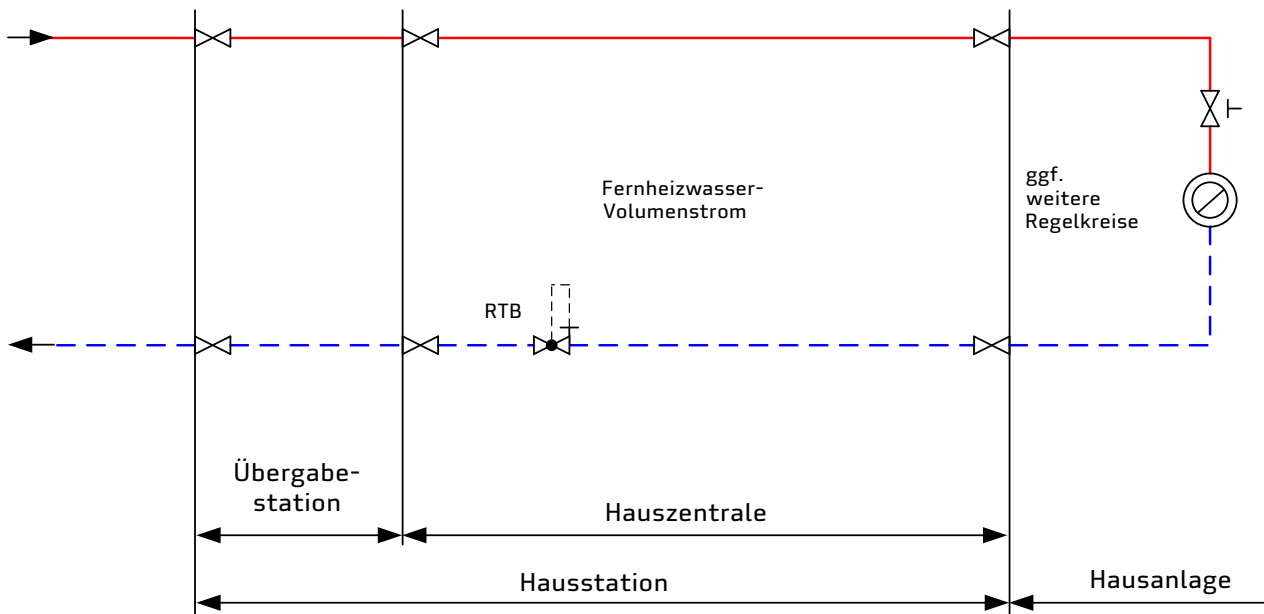 Fernheizwasser-
Volumenstrom
ggf.
weitere
Regelkreise
RTB
Übergabe-
station
Hauszentrale
Hausstation
Hausanlage